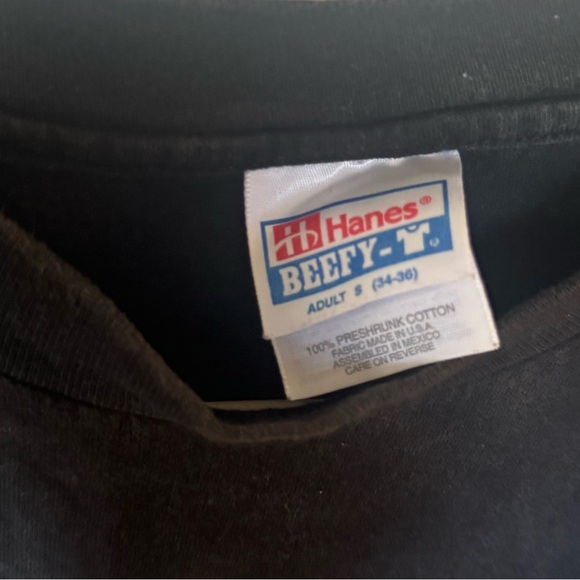 Hanes®
BEEFY-T®
ADULT S (34-36)
100% PRESHRUNK COTTON
FABRIC MADE IN U.S.A.
ASSEMBLED IN MEXICO
CARE ON REVERSE